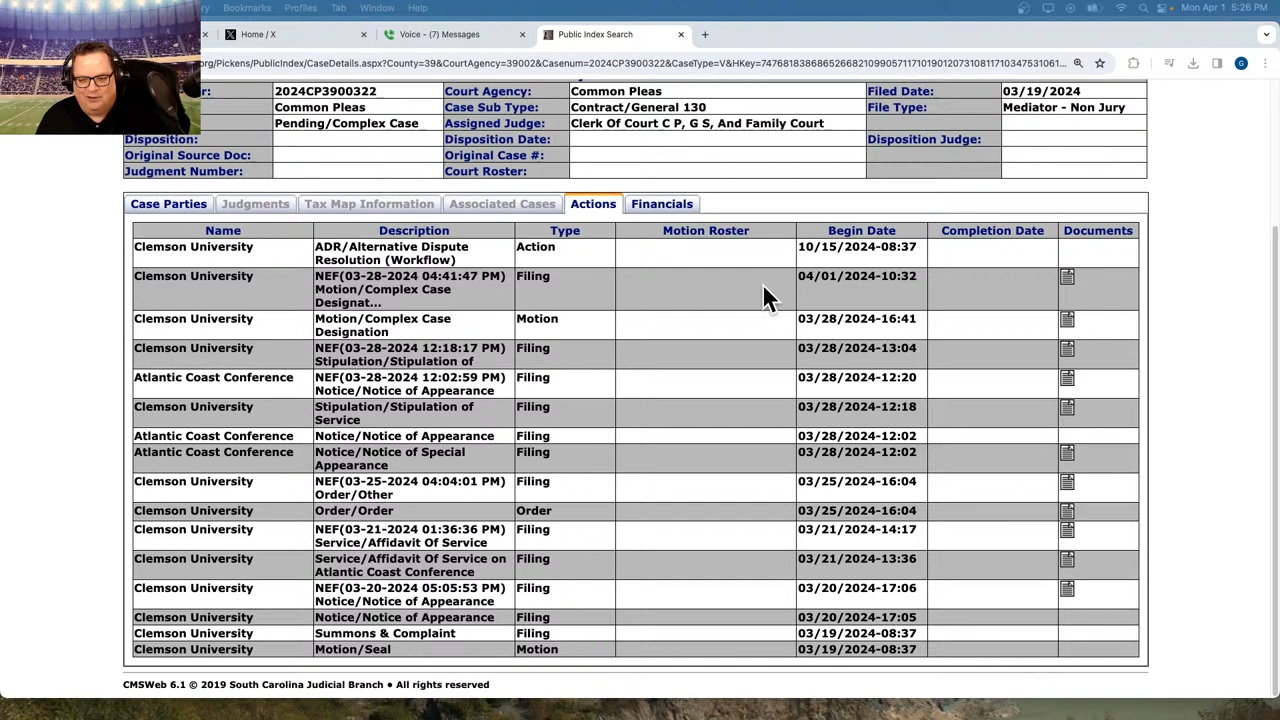 Bookmarks Profiles Tab Window Help Mon Apr 1 5:26 PM
Home / X Voice - (7) Messages Public Index Search
org/Pickens/PublicIndex/CaseDetails.aspx?County=39&CourtAgency=39002&Casenum=2024CP3900322&CaseType=V&HKey=7476818386865266821099057117101901207310811710347531061...
2024CP3900322 Court Agency: Common Pleas Filed Date: 03/19/2024
Common Pleas Case Sub Type: Contract/General 130 File Type: Mediator - Non Jury
Pending/Complex Case Assigned Judge: Clerk Of Court C P, G S, And Family Court
Disposition: Disposition Date: Disposition Judge:
Original Source Doc: Original Case #:
Judgment Number: Court Roster:
Case Parties Judgments Tax Map Information Associated Cases Actions Financials
Name Description Type Motion Roster Begin Date Completion Date Documents
Clemson University ADR/Alternative Dispute Action 10/15/2024-08:37
Resolution (Workflow)
Clemson University NEF(03-28-2024 04:41:47 PM) Filing 04/01/2024-10:32
Motion/Complex Case
Designat...
Clemson University Motion/Complex Case Motion 03/28/2024-16:41
Designation
Clemson University NEF(03-28-2024 12:18:17 PM) Filing 03/28/2024-13:04
Stipulation/Stipulation of
Atlantic Coast Conference NEF(03-28-2024 12:02:59 PM) Filing 03/28/2024-12:20
Notice/Notice of Appearance
Clemson University Stipulation/Stipulation of Filing 03/28/2024-12:18
Service
Atlantic Coast Conference Notice/Notice of Appearance Filing 03/28/2024-12:02
Atlantic Coast Conference Notice/Notice of Special Filing 03/28/2024-12:02
Appearance
Clemson University NEF(03-25-2024 04:04:01 PM) Filing 03/25/2024-16:04
Order/Other
Clemson University Order/Order Order 03/25/2024-16:04
Clemson University NEF(03-21-2024 01:36:36 PM) Filing 03/21/2024-14:17
Service/Affidavit Of Service
Clemson University Service/Affidavit Of Service on Filing 03/21/2024-13:36
Atlantic Coast Conference
Clemson University NEF(03-20-2024 05:05:53 PM) Filing 03/20/2024-17:06
Notice/Notice of Appearance
Clemson University Notice/Notice of Appearance Filing 03/20/2024-17:05
Clemson University Summons & Complaint Filing 03/19/2024-08:37
Clemson University Motion/Seal Motion 03/19/2024-08:37
CMSWeb 6.1 © 2019 South Carolina Judicial Branch • All rights reserved